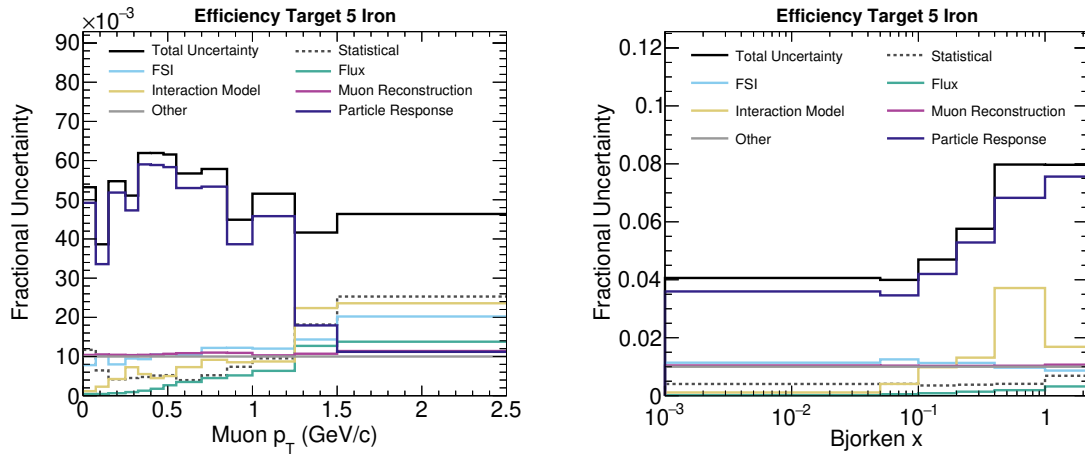 Efficiency Target 5 Iron
×10⁻³
90
80
70
60
50
40
30
20
10
0
Fractional Uncertainty
Total Uncertainty
Statistical
FSI
Flux
Interaction Model
Muon Reconstruction
Other
Particle Response
0 0.5 1 1.5 2 2.5
Muon p_T (GeV/c)
Efficiency Target 5 Iron
0.12
0.1
0.08
0.06
0.04
0.02
0
Fractional Uncertainty
Total Uncertainty
Statistical
FSI
Flux
Interaction Model
Muon Reconstruction
Other
Particle Response
10⁻³ 10⁻² 10⁻¹ 1
Bjorken x